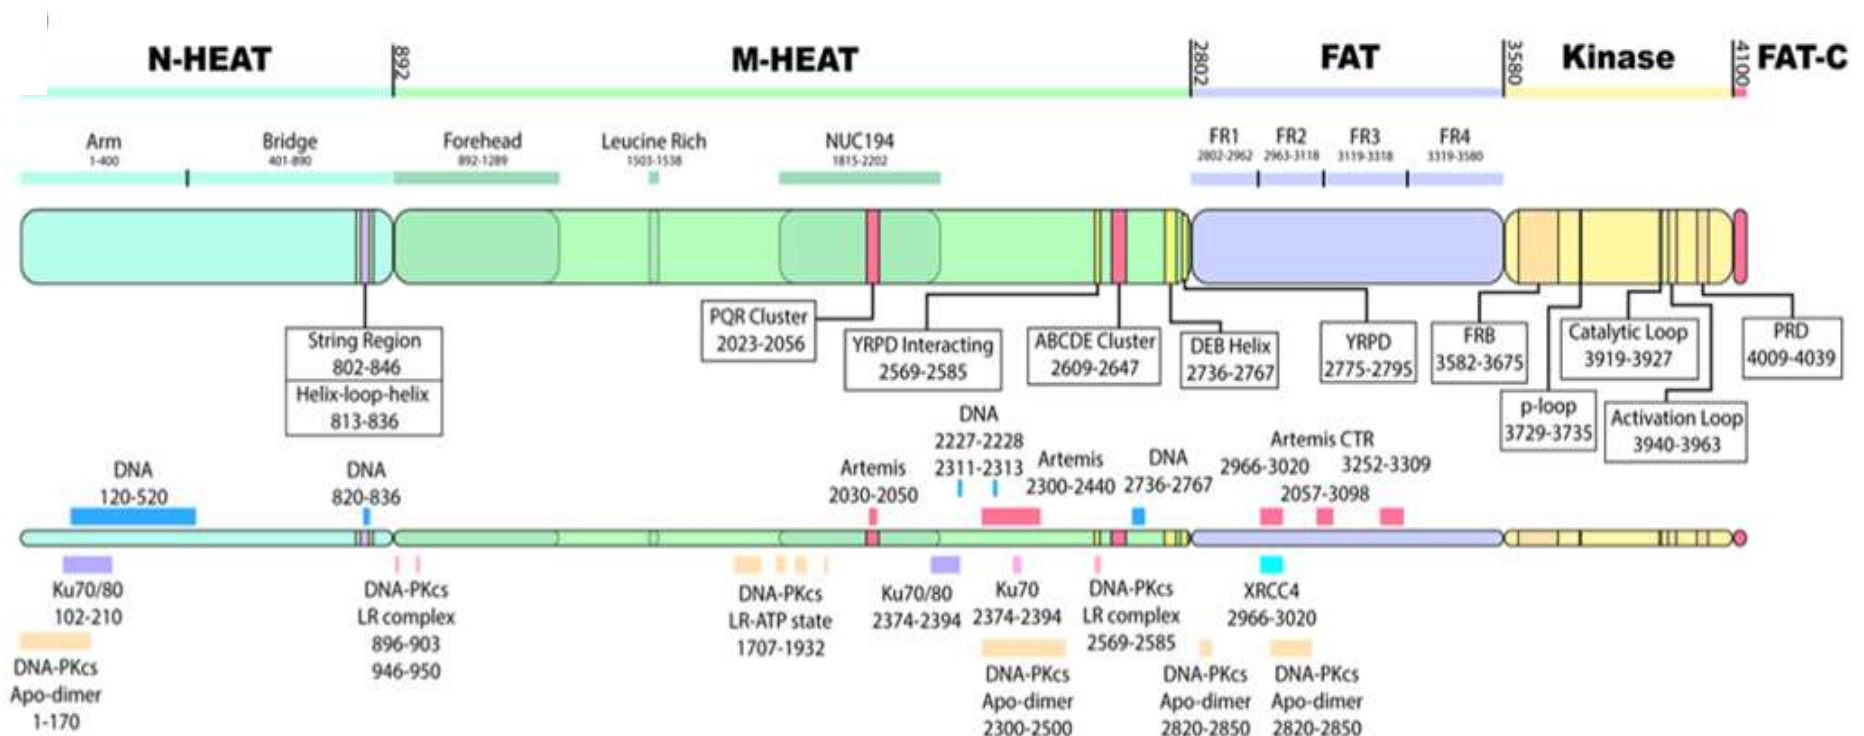 N-HEAT
892
M-HEAT
2802
FAT
3580
Kinase
4100
FAT-C
Arm
1-400
Bridge
401-890
Forehead
892-1289
Leucine Rich
1503-1538
NUC194
1815-2202
FR1
2802-2962
FR2
2963-3118
FR3
3119-3318
FR4
3319-3580
String Region
802-846
Helix-loop-helix
813-836
PQR Cluster
2023-2056
YRPD Interacting
2569-2585
ABCDE Cluster
2609-2647
DEB Helix
2736-2767
YRPD
2775-2795
FRB
3582-3675
p-loop
3729-3735
Catalytic Loop
3919-3927
Activation Loop
3940-3963
PRD
4009-4039
DNA
120-520
DNA
820-836
Artemis
2030-2050
DNA
2227-2228
2311-2313
Artemis
2300-2440
DNA
2736-2767
Artemis CTR
2966-3020
3252-3309
2057-3098
Ku70/80
102-210
DNA-PKcs
Apo-dimer
1-170
DNA-PKcs
LR complex
896-903
946-950
DNA-PKcs
LR-ATP state
1707-1932
Ku70/80
2374-2394
Ku70
2374-2394
DNA-PKcs
LR complex
2569-2585
XRCC4
2966-3020
DNA-PKcs
Apo-dimer
2300-2500
DNA-PKcs
Apo-dimer
2820-2850
DNA-PKcs
Apo-dimer
2820-2850